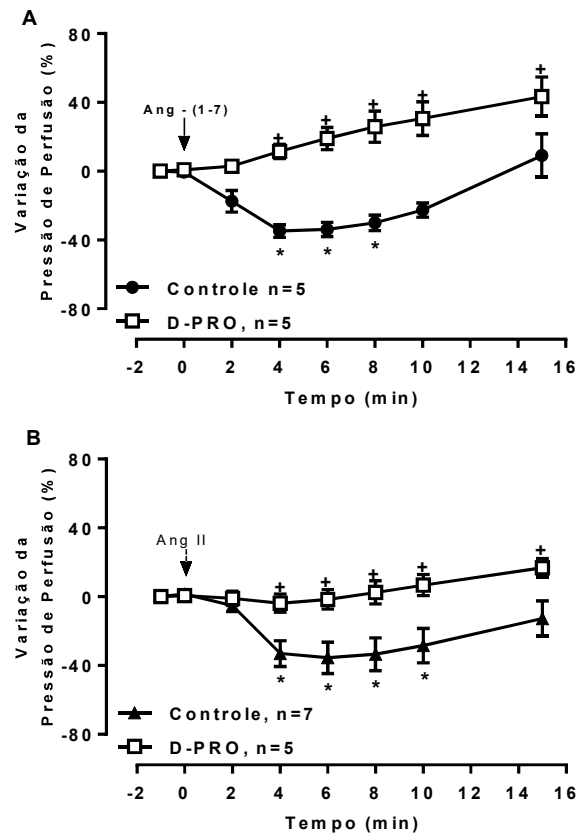 A
80
40
0
-40
-80
Variação da
Pressão de Perfusão (%)
Ang - (1-7)
+ + + + +
* * *
Controle n=5
D-PRO, n=5
-2 0 2 4 6 8 10 12 14 16
Tempo (min)
B
80
40
0
-40
-80
Variação da
Pressão de Perfusão (%)
Ang II
+ + + + +
* * * *
Controle, n=7
D-PRO, n=5
-2 0 2 4 6 8 10 12 14 16
Tempo (min)